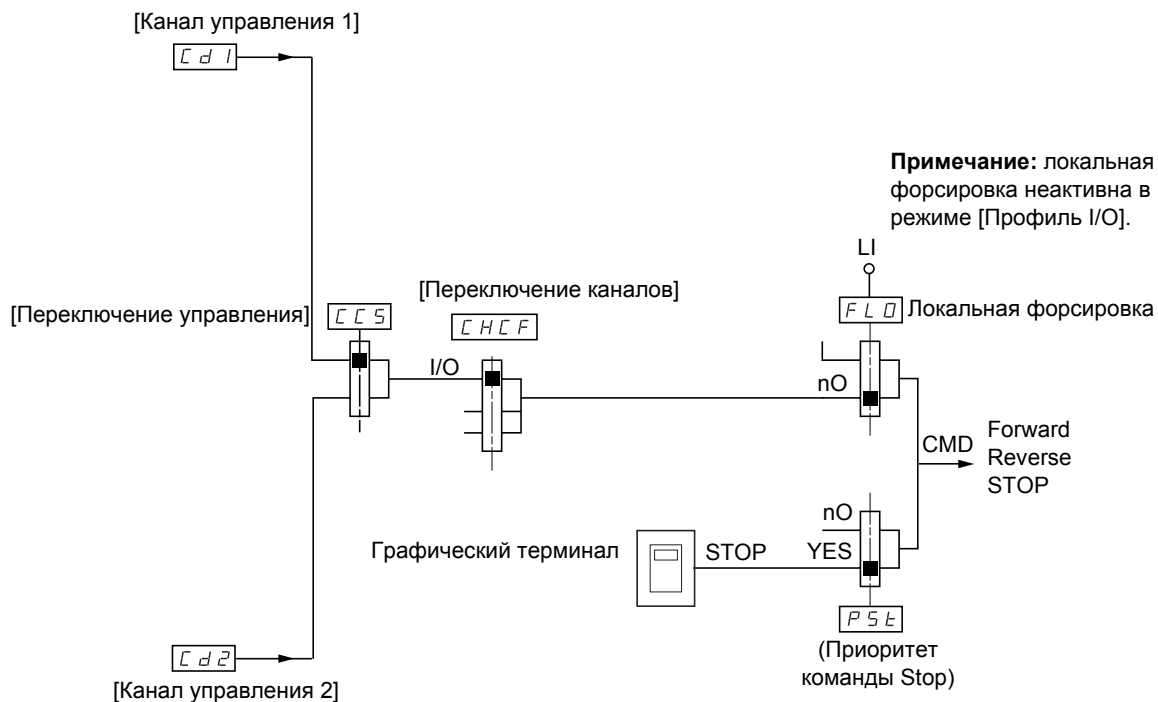 [Канал управления 1]
Cd1
Примечание: локальная
форсировка неактивна в
режиме [Профиль I/O].
LI
[Переключение каналов]
[Переключение управления]
CCS
CHCF
FLO
Локальная форсировка
I/O
nO
CMD
Forward
Reverse
STOP
nO
Графический терминал
STOP
YES
PSt
(Приоритет
команды Stop)
Cd2
[Канал управления 2]